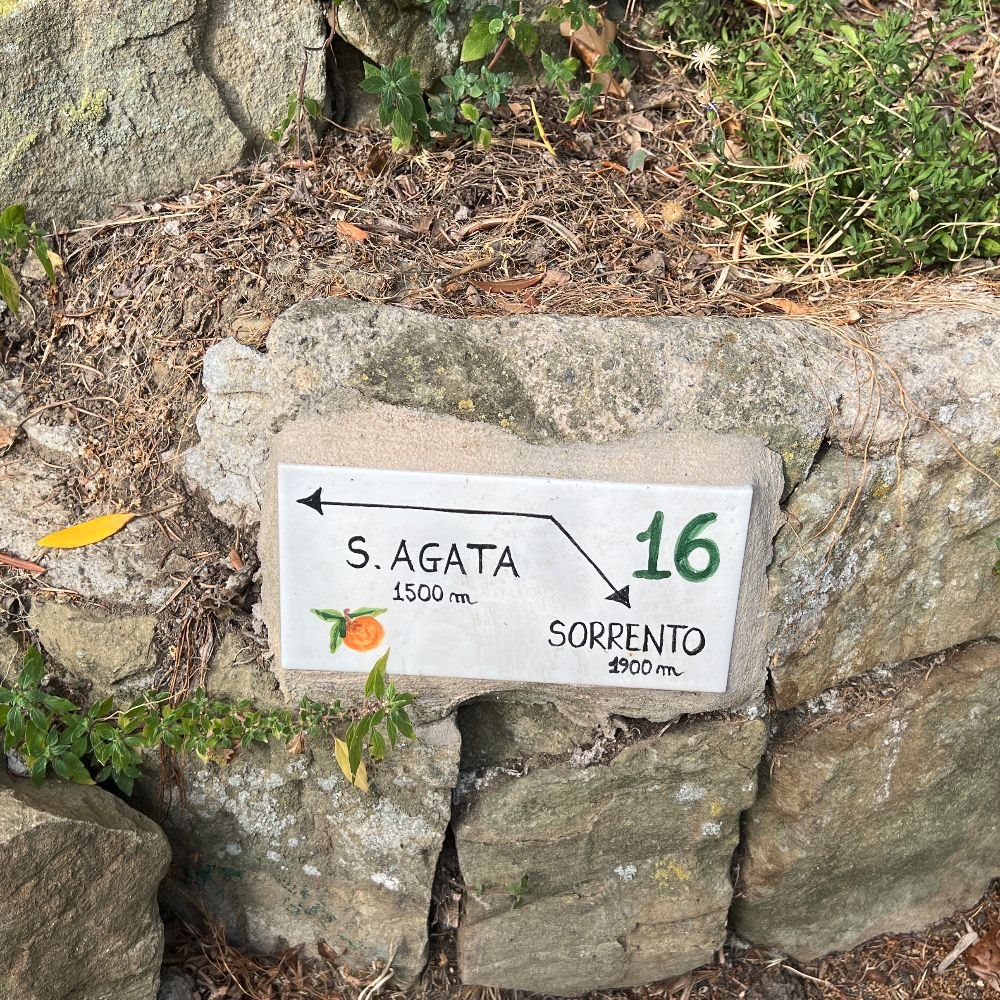 16
S. AGATA
1500 m
SORRENTO
1900 m